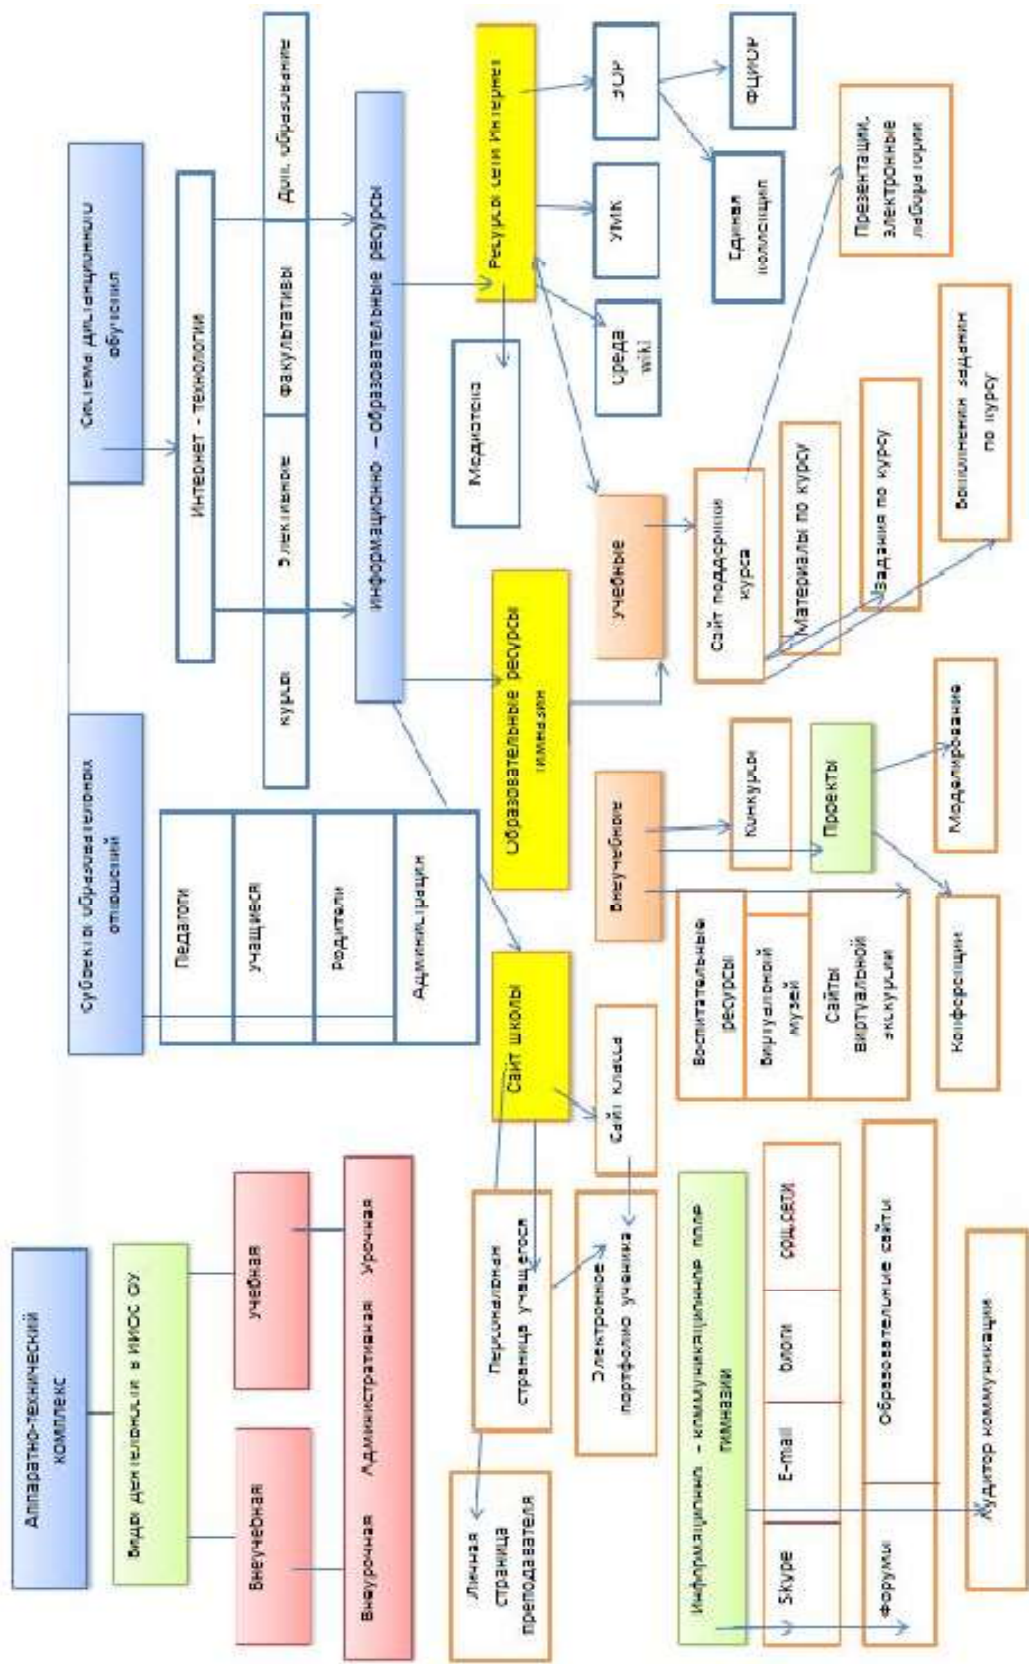 Аппаратно-технический
комплекс
Виды деятельности в ИИОС ОУ
Внеучебная
учебная
Внеурочная Административная Урочная
Субъекты образовательных
отношений
Педагоги
учащиеся
родители
Администрация
Система дистанционного
обучения
Интернет - технологии
курсы
Элективные
факультативы
Доп. образование
информационно – образовательные ресурсы
Сайт школы
Образовательные ресурсы
гимназии
Ресурсы сети Интернет
Медиатека
Личная
страница
преподавателя
Персональная
страница учащегося
Электронное
портфолио ученика
Сайт класса
внеучебные
учебные
среда
wiki
УМК
ЭОР
Единая
коллекция
ФЦИОР
Воспитательные
ресурсы
виртуальный
музей
Сайты
виртуальной
экскурсии
Конкурсы
Проекты
Конференции
Моделирование
Сайт поддержки
курса
Материалы по курсу
Задания по курсу
Выполнения задания
по курсу
Презентации,
электронные
лаборатории
Информационно – коммуникационное поле
гимназии
Skype
E-mail
блоги
соц.сети
Форумы
Образовательные сайты
Аудитор коммуникации